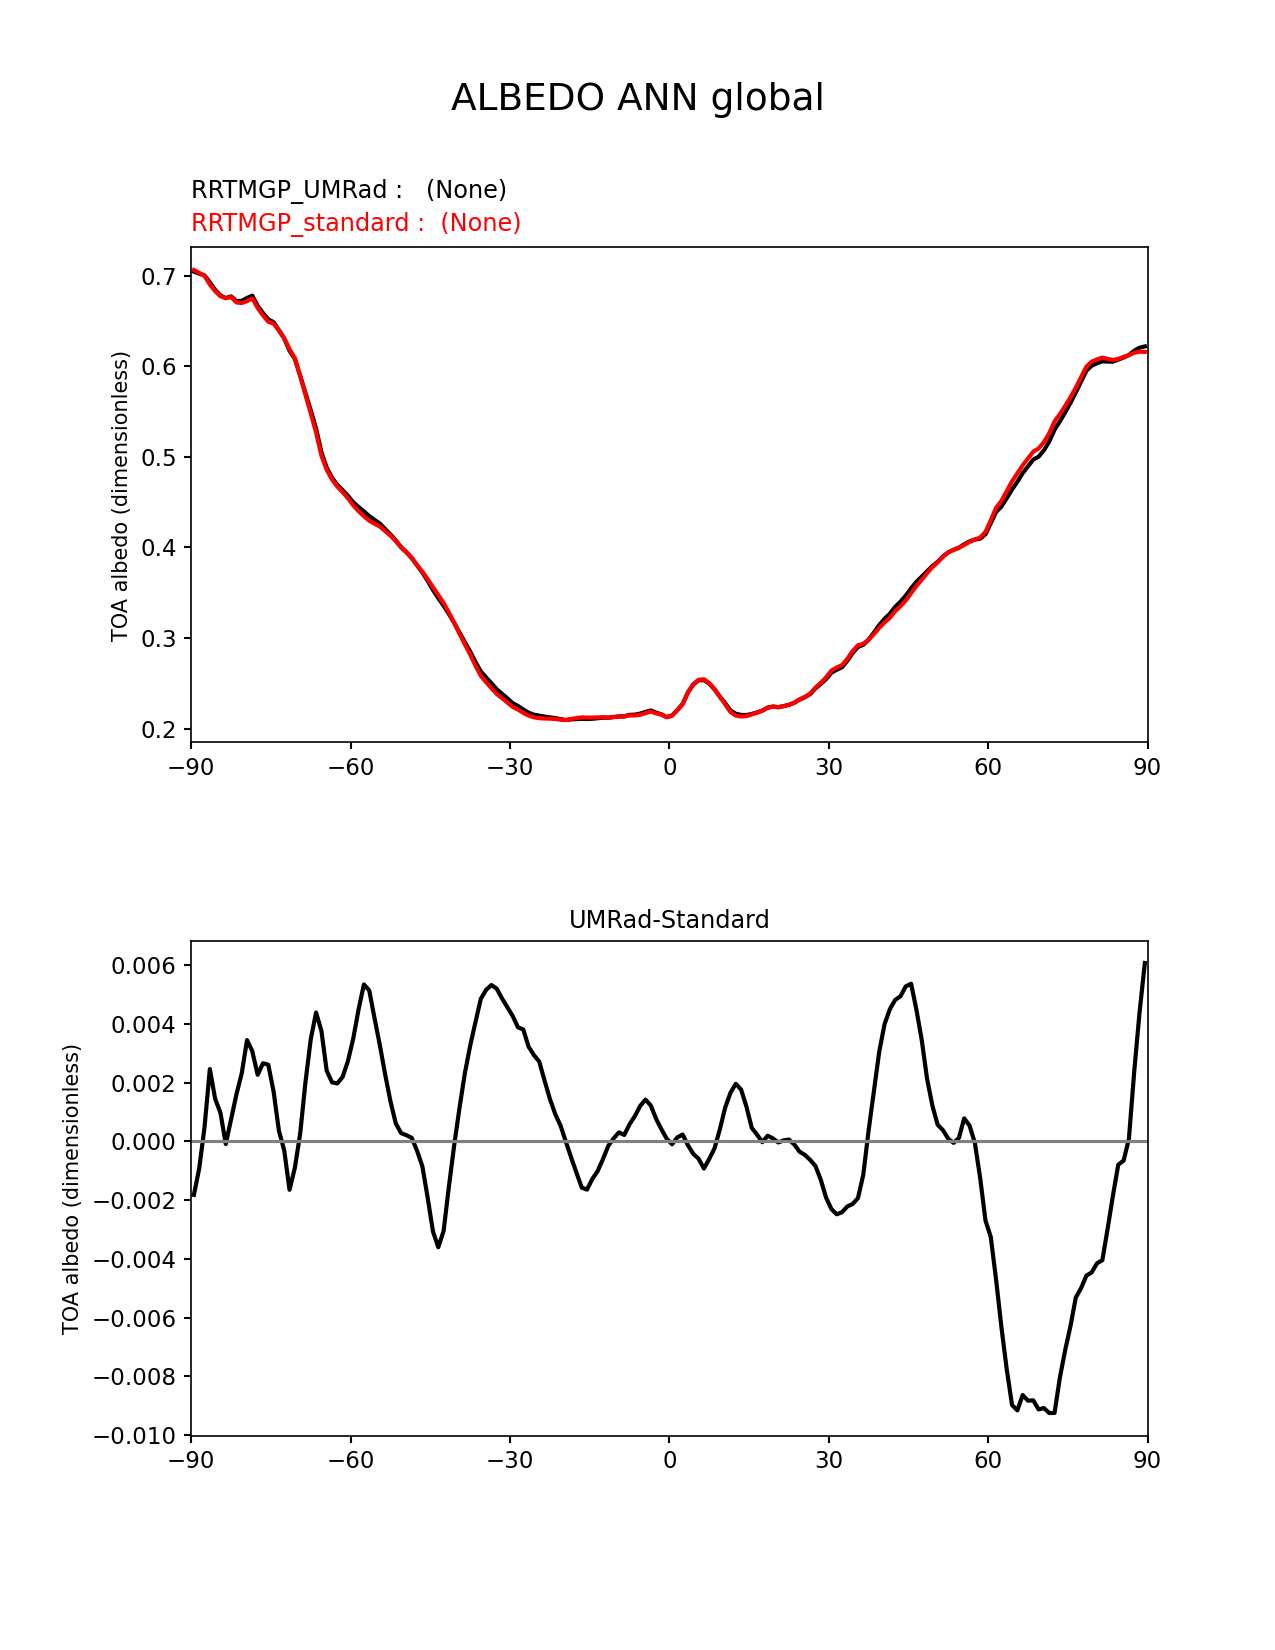 ALBEDO ANN global
RRTMGP_UMRad :   (None)
RRTMGP_standard :  (None)
TOA albedo (dimensionless)
0.7
0.6
0.5
0.4
0.3
0.2
−90 −60 −30 0 30 60 90
UMRad-Standard
TOA albedo (dimensionless)
0.006
0.004
0.002
0.000
−0.002
−0.004
−0.006
−0.008
−0.010
−90 −60 −30 0 30 60 90